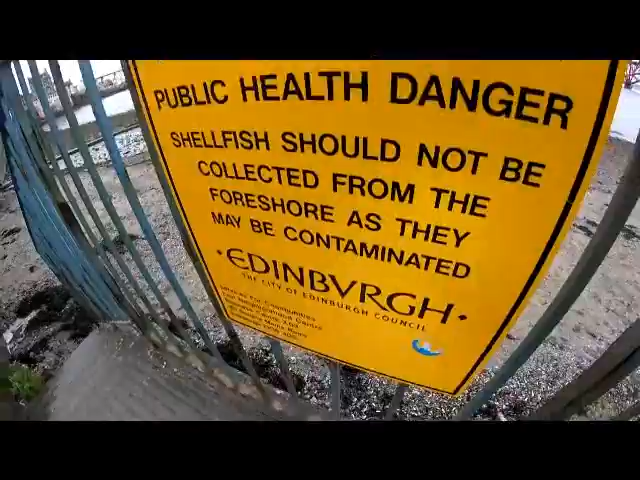 PUBLIC HEALTH DANGER
SHELLFISH SHOULD NOT BE
COLLECTED FROM THE
FORESHORE AS THEY
MAY BE CONTAMINATED
·EDINBVRGH·
THE CITY OF EDINBURGH COUNCIL